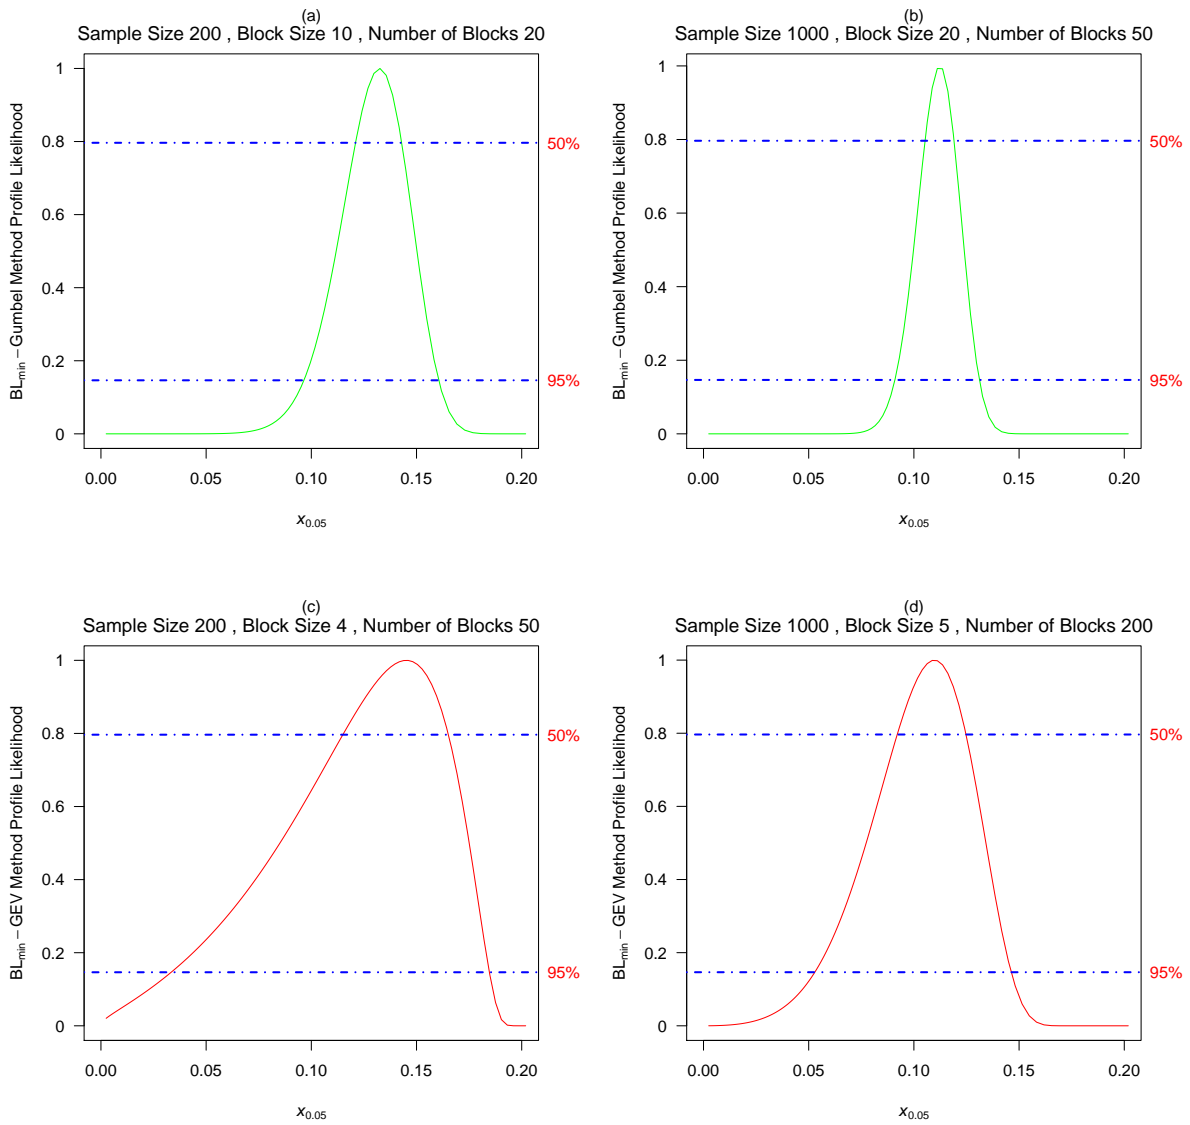 (a)
Sample Size 200 , Block Size 10 , Number of Blocks 20
BLmin − Gumbel Method Profile Likelihood
1
0.8
0.6
0.4
0.2
0
50%
95%
0.00 0.05 0.10 0.15 0.20
x0.05
(b)
Sample Size 1000 , Block Size 20 , Number of Blocks 50
BLmin − Gumbel Method Profile Likelihood
1
0.8
0.6
0.4
0.2
0
50%
95%
0.00 0.05 0.10 0.15 0.20
x0.05
(c)
Sample Size 200 , Block Size 4 , Number of Blocks 50
BLmin − GEV Method Profile Likelihood
1
0.8
0.6
0.4
0.2
0
50%
95%
0.00 0.05 0.10 0.15 0.20
x0.05
(d)
Sample Size 1000 , Block Size 5 , Number of Blocks 200
BLmin − GEV Method Profile Likelihood
1
0.8
0.6
0.4
0.2
0
50%
95%
0.00 0.05 0.10 0.15 0.20
x0.05